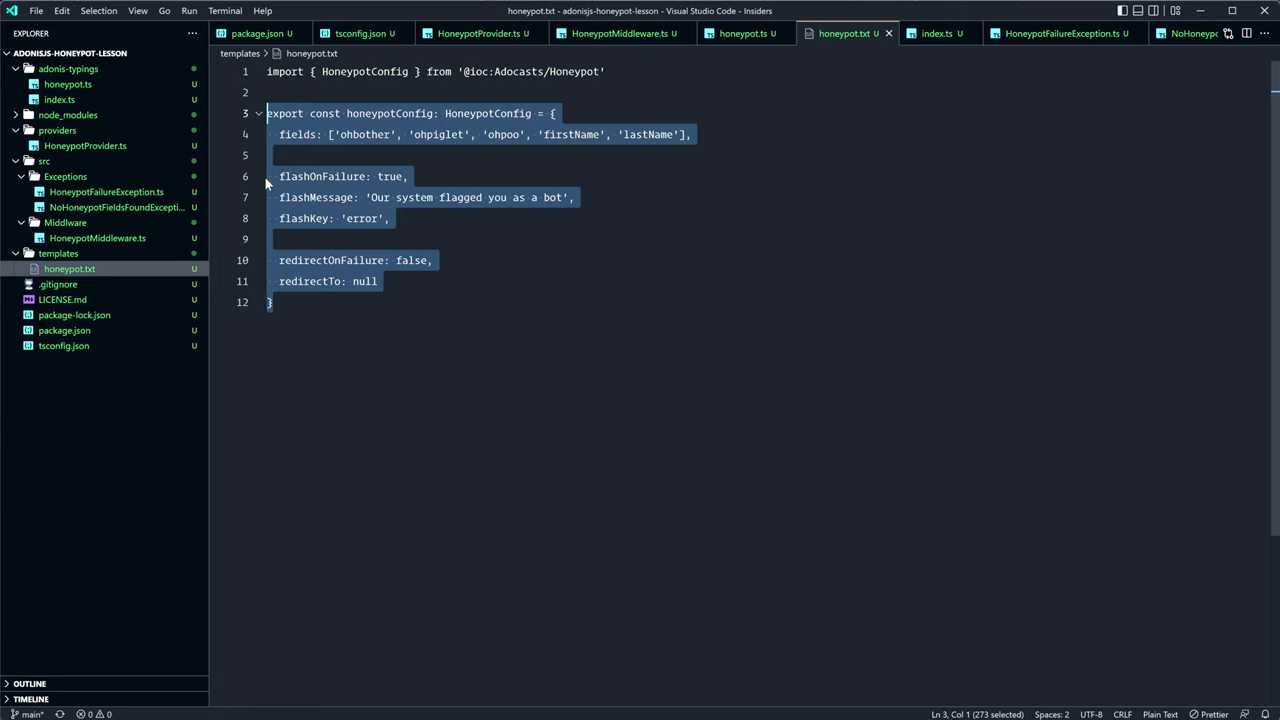 File Edit Selection View Go Run Terminal Help
honeypot.txt - adonisjs-honeypot-lesson - Visual Studio Code - Insiders
EXPLORER
ADONISJS-HONEYPOT-LESSON
adonis-typings
honeypot.ts U
index.ts U
node_modules
providers
HoneypotProvider.ts U
src
Exceptions
HoneypotFailureException.ts U
NoHoneypotFieldsFoundExcepti... U
Middlware
HoneypotMiddleware.ts U
templates
honeypot.txt U
.gitignore U
LICENSE.md U
package-lock.json U
package.json U
tsconfig.json U
OUTLINE
TIMELINE
package.json U tsconfig.json U HoneypotProvider.ts U HoneypotMiddleware.ts U honeypot.ts U honeypot.txt U index.ts U HoneypotFailureException.ts U NoHoneypo
templates > honeypot.txt
1 import { HoneypotConfig } from '@ioc:Adocasts/Honeypot'
2
3 export const honeypotConfig: HoneypotConfig = {
4 fields: ['ohbother', 'ohpiglet', 'ohpoo', 'firstName', 'lastName'],
5
6 flashOnFailure: true,
7 flashMessage: 'Our system flagged you as a bot',
8 flashKey: 'error',
9
10 redirectOnFailure: false,
11 redirectTo: null
12 }
main* 0 0 Ln 3, Col 1 (273 selected) Spaces: 2 UTF-8 CRLF Plain Text Prettier